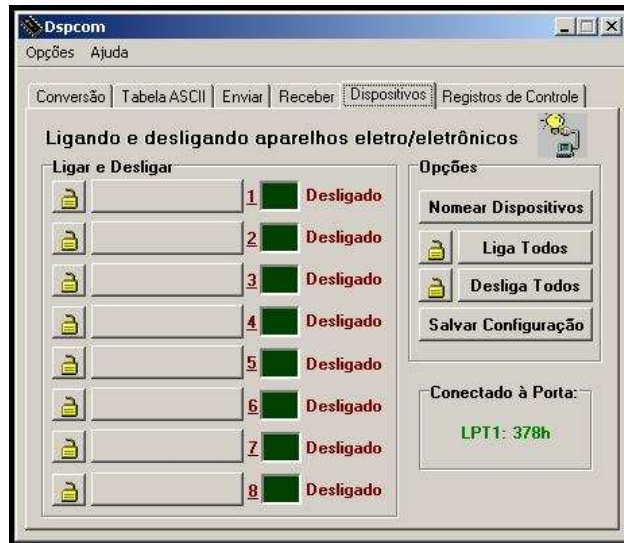 Dspcom
Opções Ajuda
Conversão Tabela ASCII Enviar Receber Dispositivos Registros de Controle
Ligando e desligando aparelhos eletro/eletrônicos
Ligar e Desligar
1 Desligado
2 Desligado
3 Desligado
4 Desligado
5 Desligado
6 Desligado
7 Desligado
8 Desligado
Opções
Nomear Dispositivos
Liga Todos
Desliga Todos
Salvar Configuração
Conectado à Porta:
LPT1: 378h